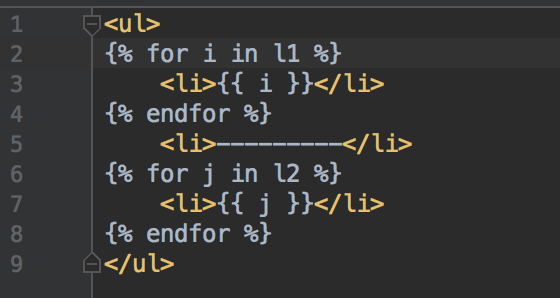 1 <ul>
2 {% for i in l1 %}
3     <li>{{ i }}</li>
4 {% endfor %}
5     <li>---------</li>
6 {% for j in l2 %}
7     <li>{{ j }}</li>
8 {% endfor %}
9 </ul>